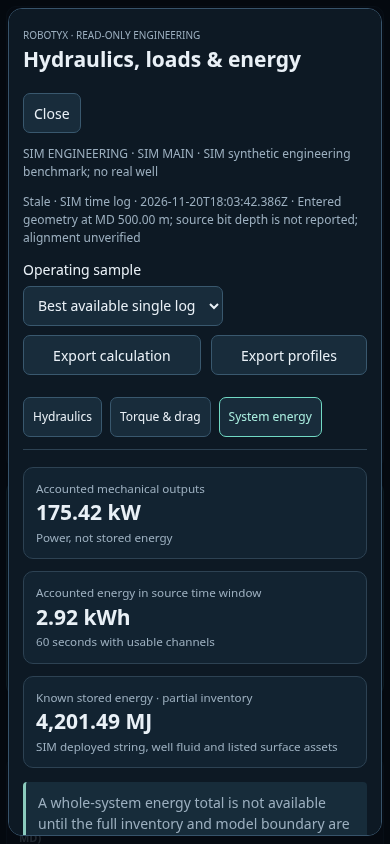 ROBOTYX · READ-ONLY ENGINEERING
Hydraulics, loads & energy
Close
SIM ENGINEERING · SIM MAIN · SIM synthetic engineering
benchmark; no real well
Stale · SIM time log · 2026-11-20T18:03:42.386Z · Entered
geometry at MD 500.00 m; source bit depth is not reported;
alignment unverified
Operating sample
Best available single log
Export calculation
Export profiles
Hydraulics
Torque & drag
System energy
Accounted mechanical outputs
175.42 kW
Power, not stored energy
Accounted energy in source time window
2.92 kWh
60 seconds with usable channels
Known stored energy · partial inventory
4,201.49 MJ
SIM deployed string, well fluid and listed surface assets
A whole-system energy total is not available
until the full inventory and model boundary are